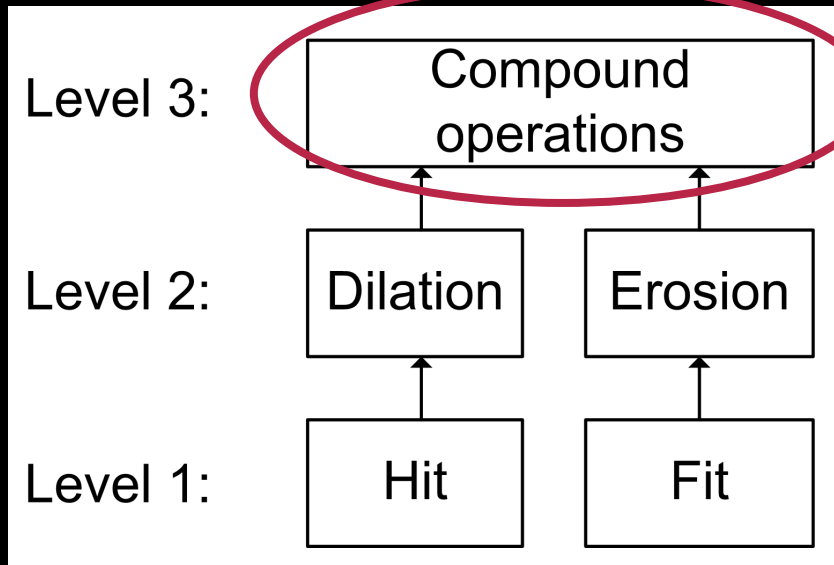 Level 3:
Compound
operations
Level 2:
Dilation
Erosion
Level 1:
Hit
Fit